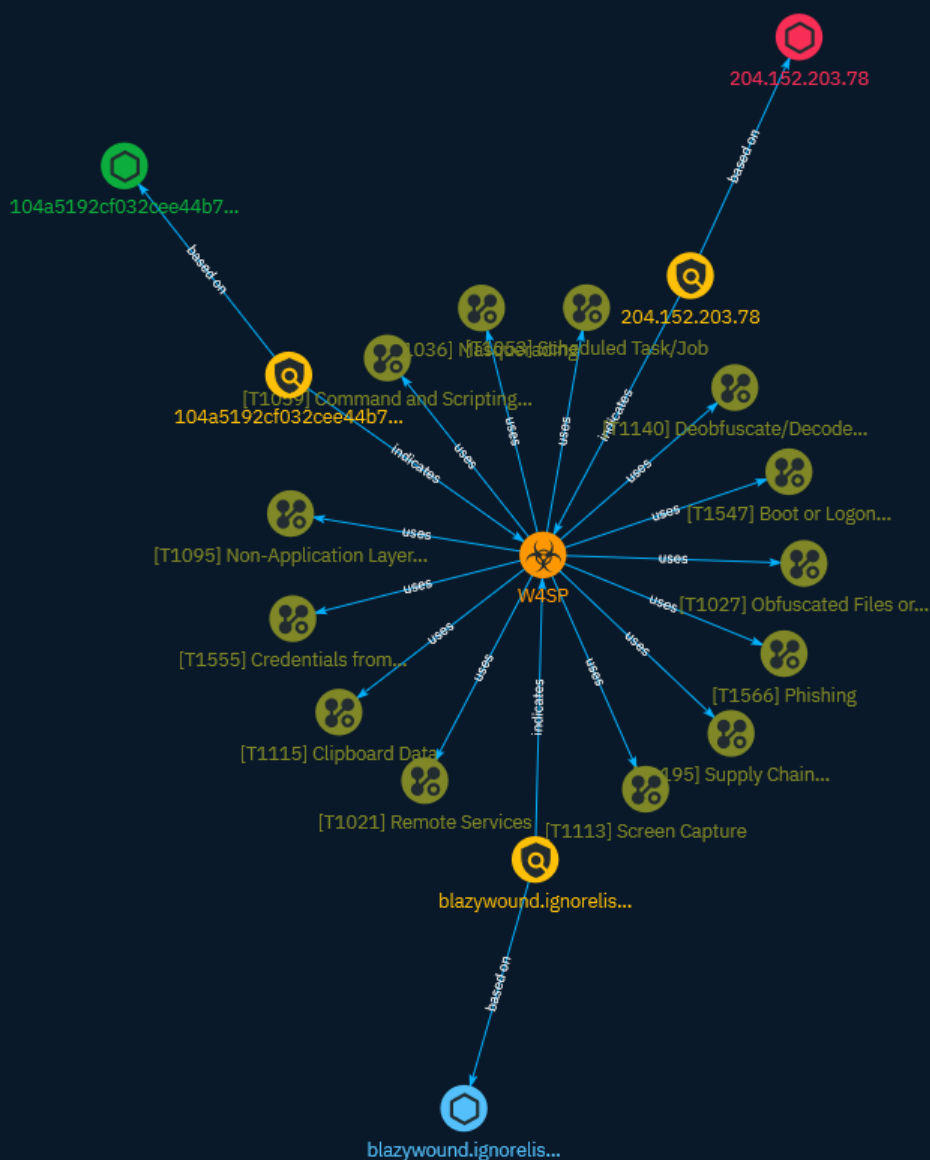 204.152.203.78
based on
104a5192cf032cee44b7...
based on
204.152.203.78
1036] Masquerading
Scheduled Task/Job
[T1059] Command and Scripting...
104a5192cf032cee44b7...
indicates
uses
uses
uses
indicates
T1140] Deobfuscate/Decode...
uses
indicates
uses
[T1547] Boot or Logon...
uses
[T1095] Non-Application Layer...
uses
uses
W4SP
uses
[T1027] Obfuscated Files or...
uses
uses
[T1555] Credentials from...
uses
uses
[T1566] Phishing
[T1115] Clipboard Data
195] Supply Chain...
[T1021] Remote Services
[T1113] Screen Capture
blazywound.ignorelis...
based on
blazywound.ignorelis...